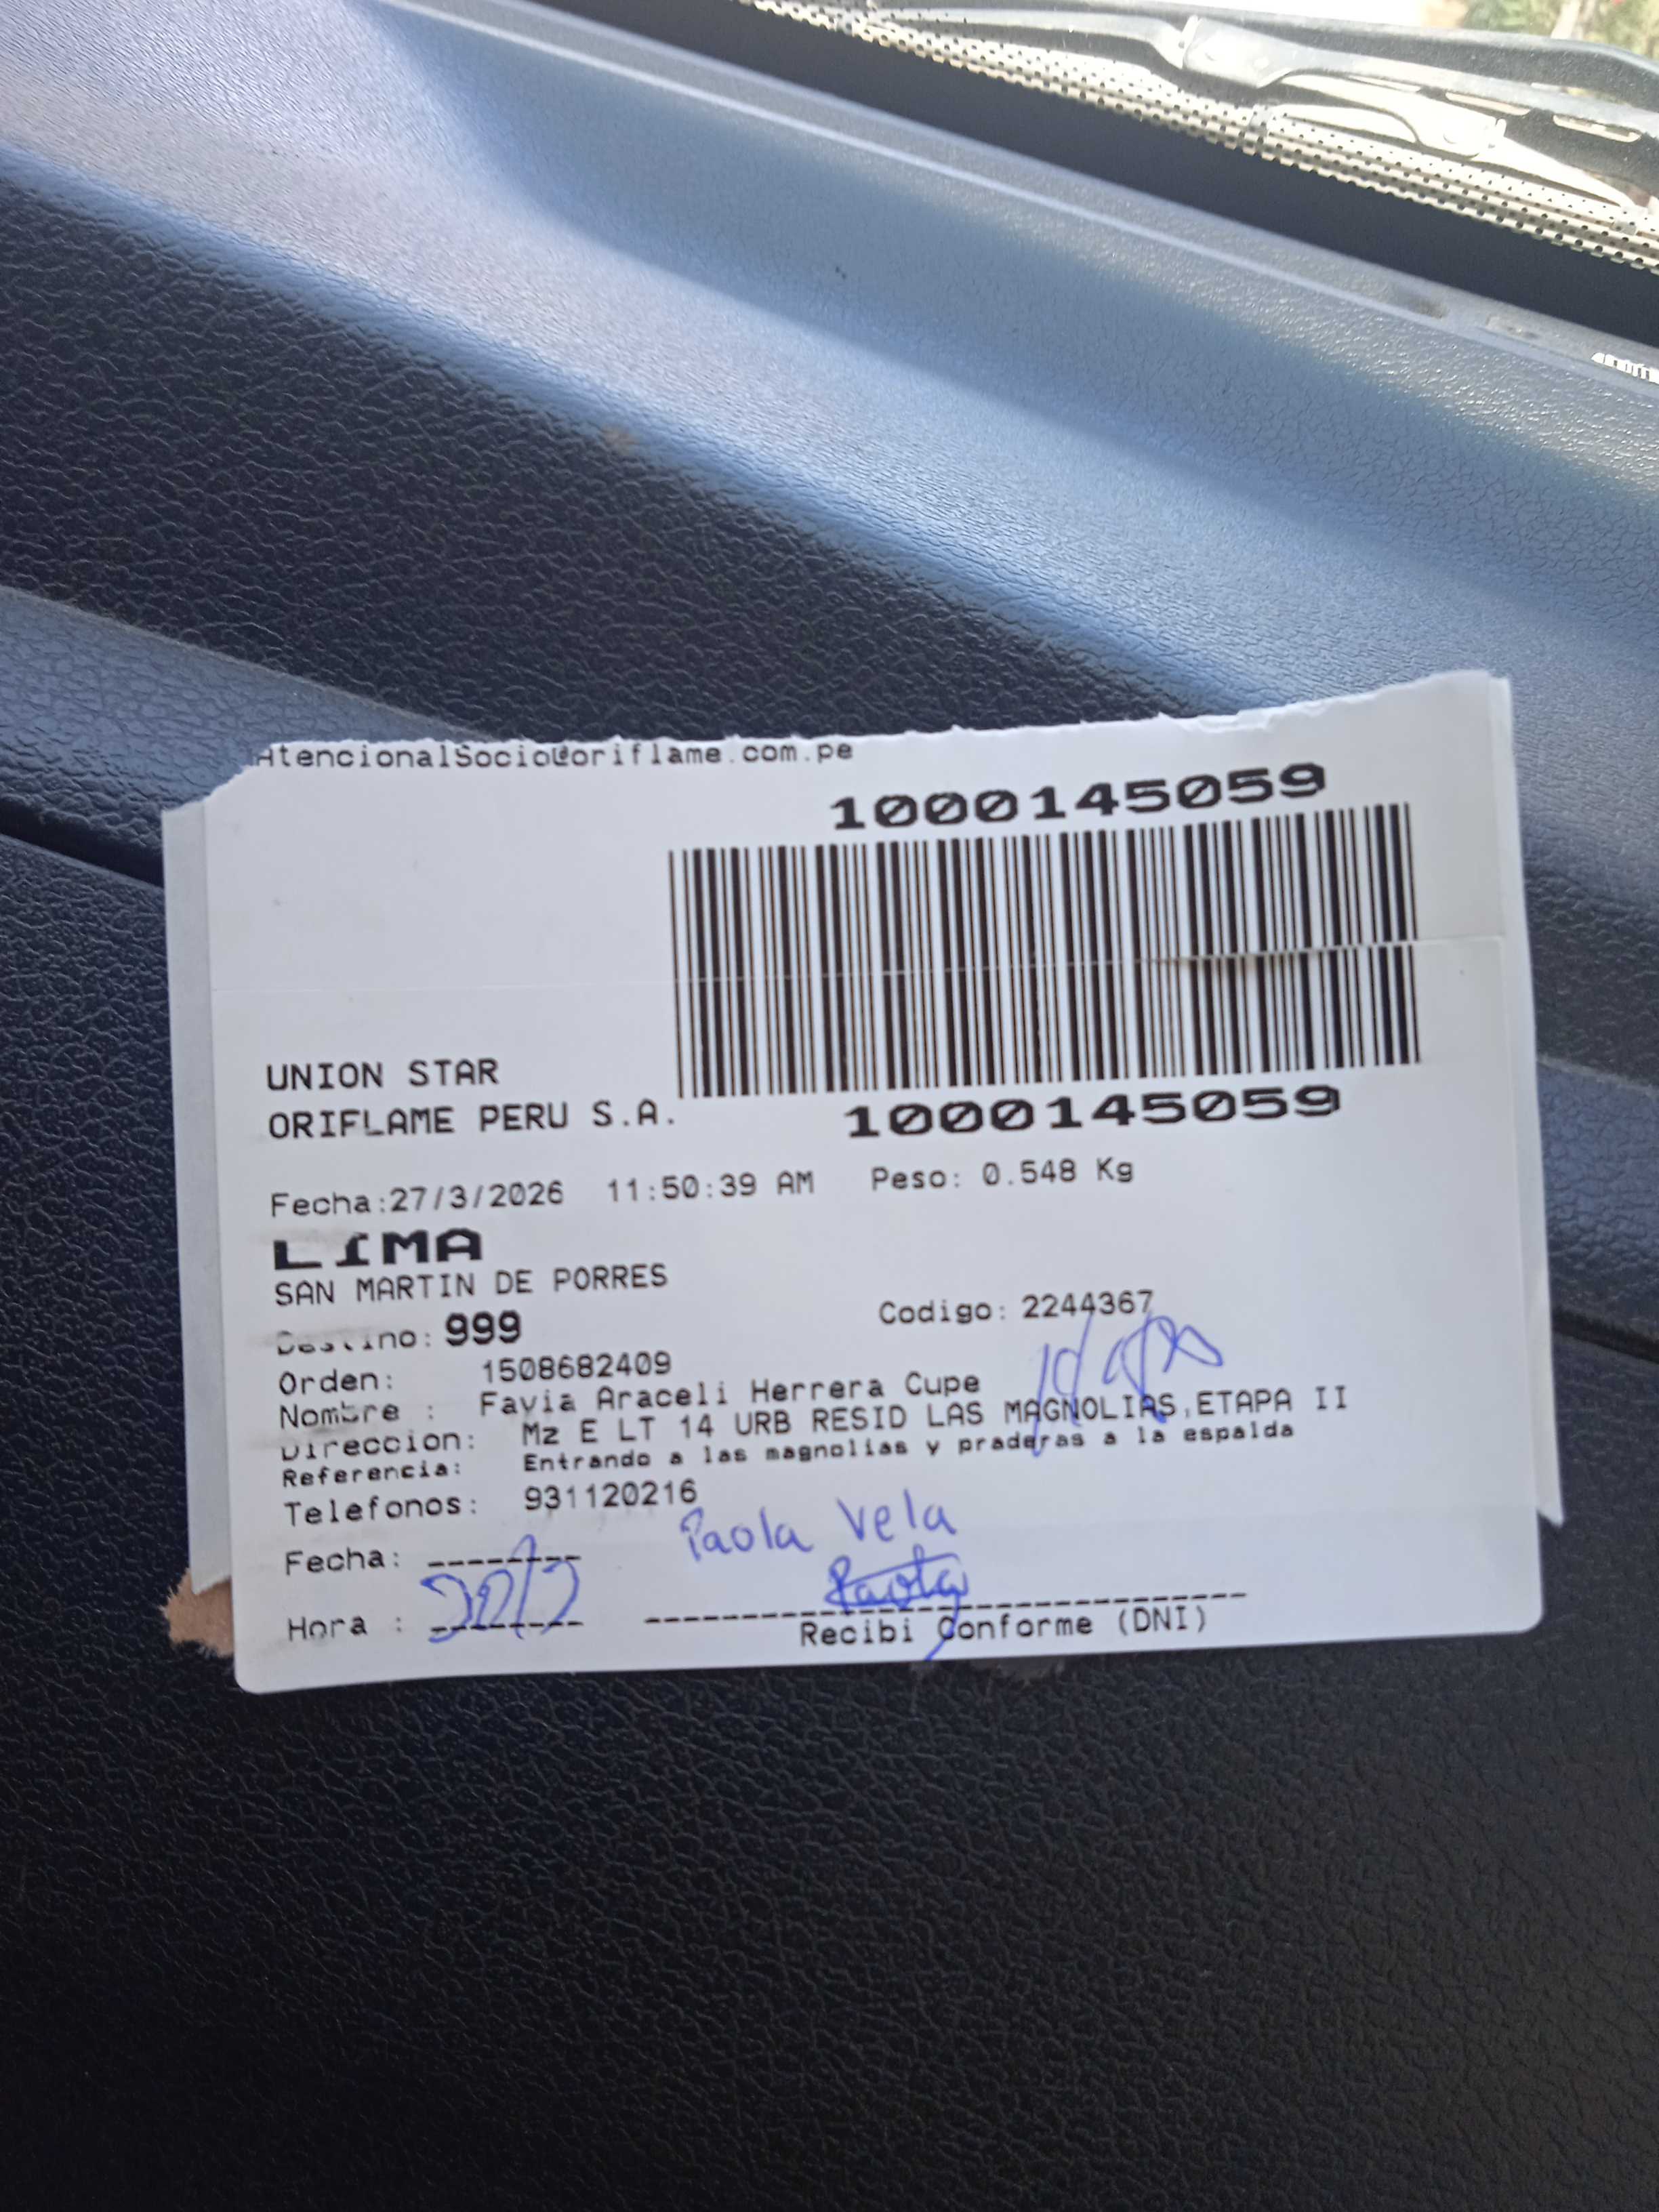 AtencionalSocio@oriflame.com.pe
1000145059
UNION STAR
ORIFLAME PERU S.A.
1000145059
Fecha:27/3/2026 11:50:39 AM Peso: 0.548 Kg
LIMA
SAN MARTIN DE PORRES
Destino: 999 Codigo: 2244367
Orden: 1508682409
Nombre : Favia Araceli Herrera Cupe
Direccion: Mz E LT 14 URB RESID LAS MAGNOLIAS,ETAPA II
Referencia: Entrando a las magnolias y praderas a la espalda
Telefonos: 931120216
Paola Vela
Fecha:
Hora :
Recibi Conforme (DNI)